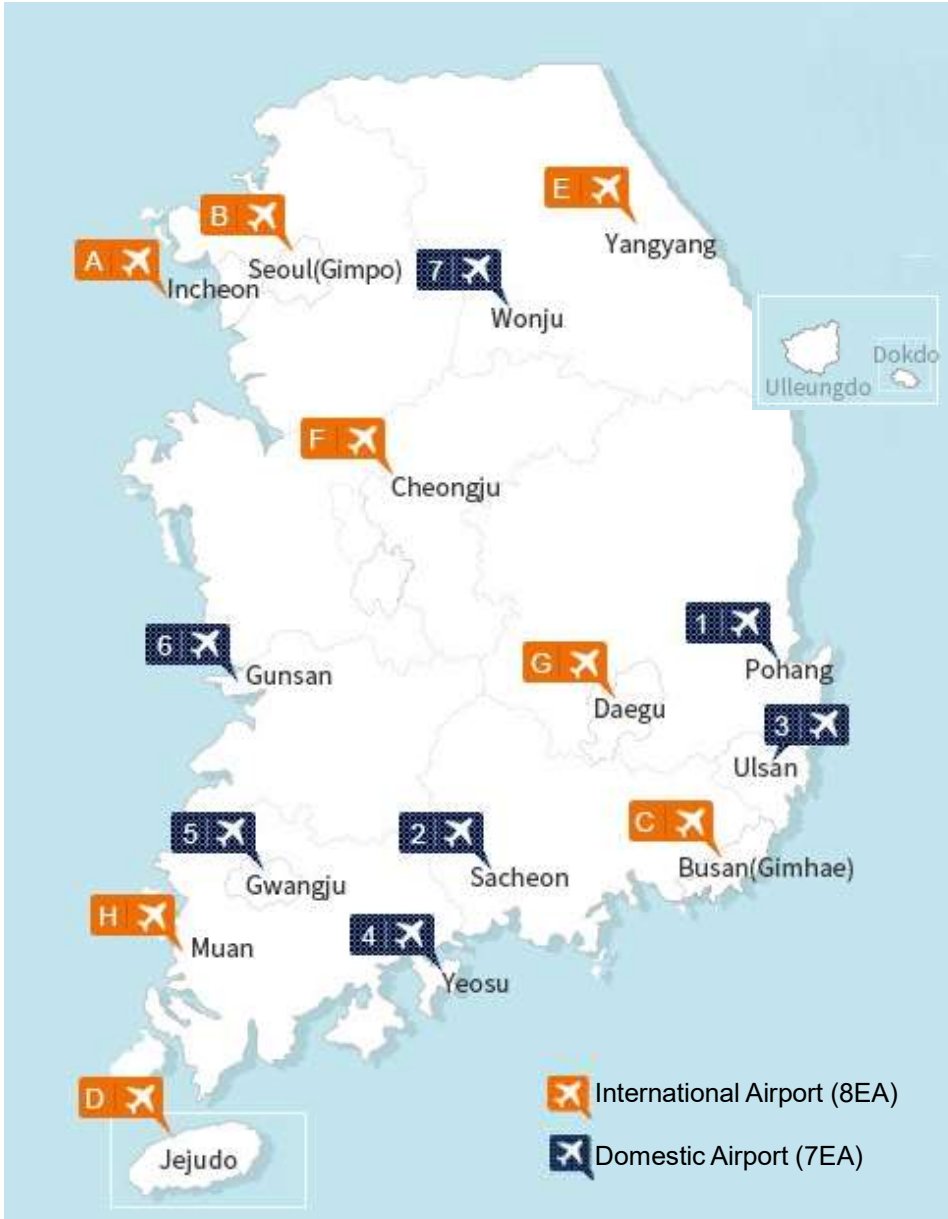 E
Yangyang
B
Seoul(Gimpo)
A
Incheon
7
Wonju
Dokdo
Ulleungdo
F
Cheongju
1
Pohang
6
Gunsan
G
Daegu
3
Ulsan
C
Busan(Gimhae)
5
Gwangju
2
Sacheon
H
Muan
4
Yeosu
D
Jejudo
International Airport (8EA)
Domestic Airport (7EA)